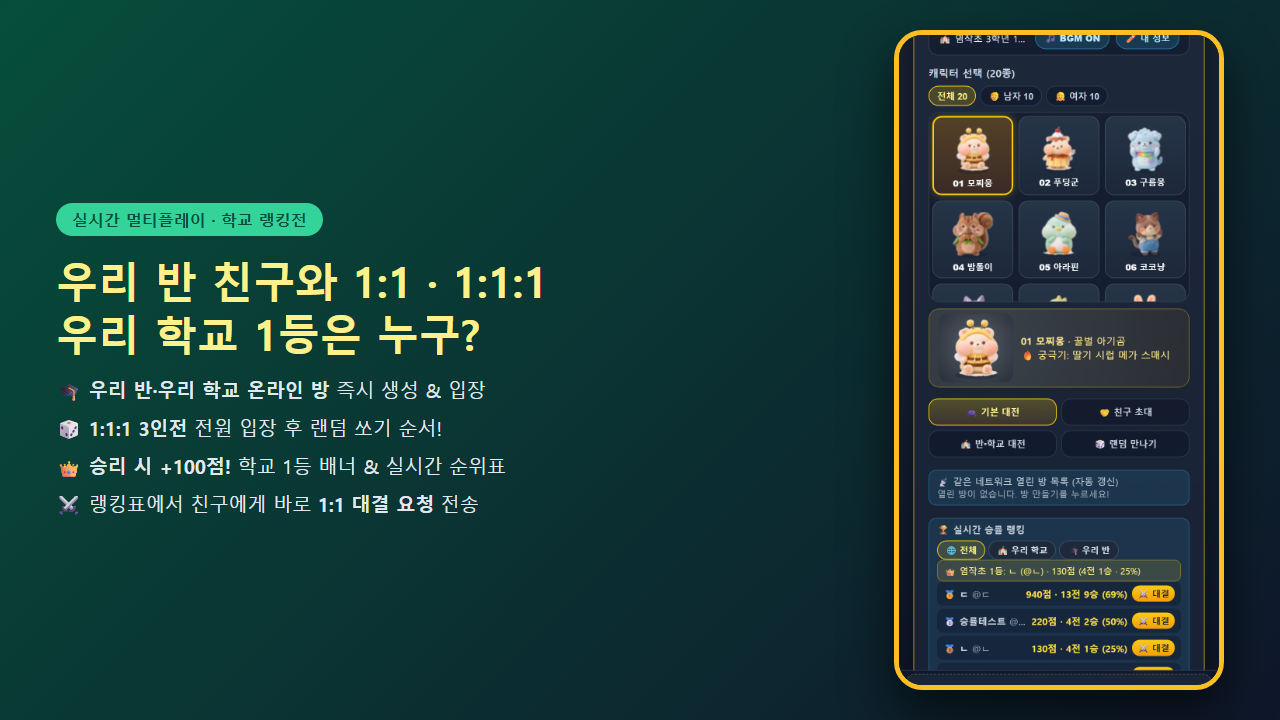 실시간 멀티플레이 · 학교 랭킹전
우리 반 친구와 1:1 · 1:1:1
우리 학교 1등은 누구?
🎓 우리 반·우리 학교 온라인 방 즉시 생성 & 입장
🎲 1:1:1 3인전 전원 입장 후 랜덤 쏘기 순서!
👑 승리 시 +100점! 학교 1등 배너 & 실시간 순위표
⚔️ 랭킹표에서 친구에게 바로 1:1 대결 요청 전송
염작초 3학년 1... BGM ON 내 정보
캐릭터 선택 (20종)
전체 20 남자 10 여자 10
01 모찌웅 02 푸딩군 03 구름몽
04 밤톨이 05 아라핀 06 코코냥
01 모찌웅 · 꿀벌 아기곰
🔥 궁극기: 딸기 시럽 메가 스매시
기본 대전 친구 초대
반•학교 대전 랜덤 만나기
같은 네트워크 열린 방 목록 (자동 갱신)
열린 방이 없습니다. 방 만들기를 누르세요!
🏆 실시간 승률 랭킹
전체 우리 학교 우리 반
염작초 1등: ㄴ (@ㄴ) · 130점 (4전 1승 · 25%)
ㄷ @ㄷ 940점 · 13전 9승 (69%) 대결
승률테스트 @... 220점 · 4전 2승 (50%) 대결
ㄴ @ㄴ 130점 · 4전 1승 (25%) 대결